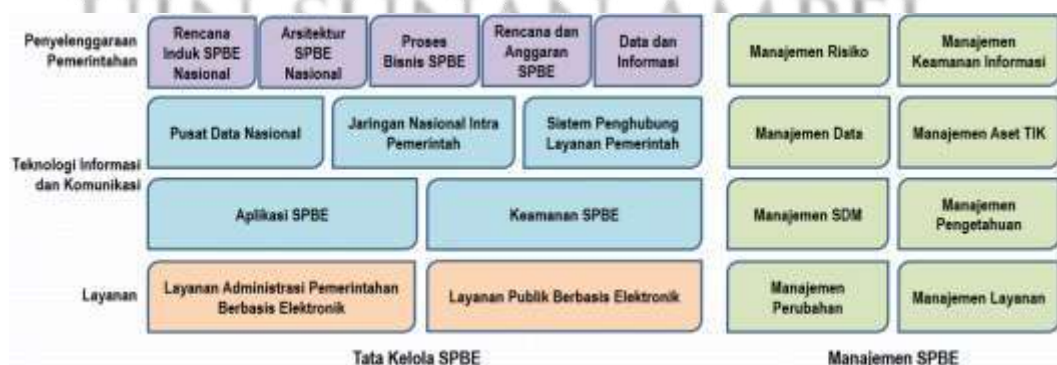 UIN SUNAN AMPEL
Penyelenggaraan
Pemerintahan
Rencana
Induk SPBE
Nasional
Arsitektur
SPBE
Nasional
Proses
Bisnis SPBE
Rencana dan
Anggaran
SPBE
Data dan
Informasi
Manajemen Risiko
Manajemen
Keamanan Informasi
Teknologi Informasi
dan Komunikasi
Pusat Data Nasional
Jaringan Nasional Intra
Pemerintah
Sistem Penghubung
Layanan Pemerintah
Manajemen Data
Manajemen Aset TIK
Aplikasi SPBE
Keamanan SPBE
Manajemen SDM
Manajemen
Pengetahuan
Layanan
Layanan Administrasi Pemerintahan
Berbasis Elektronik
Layanan Publik Berbasis Elektronik
Manajemen
Perubahan
Manajemen Layanan
Tata Kelola SPBE
Manajemen SPBE